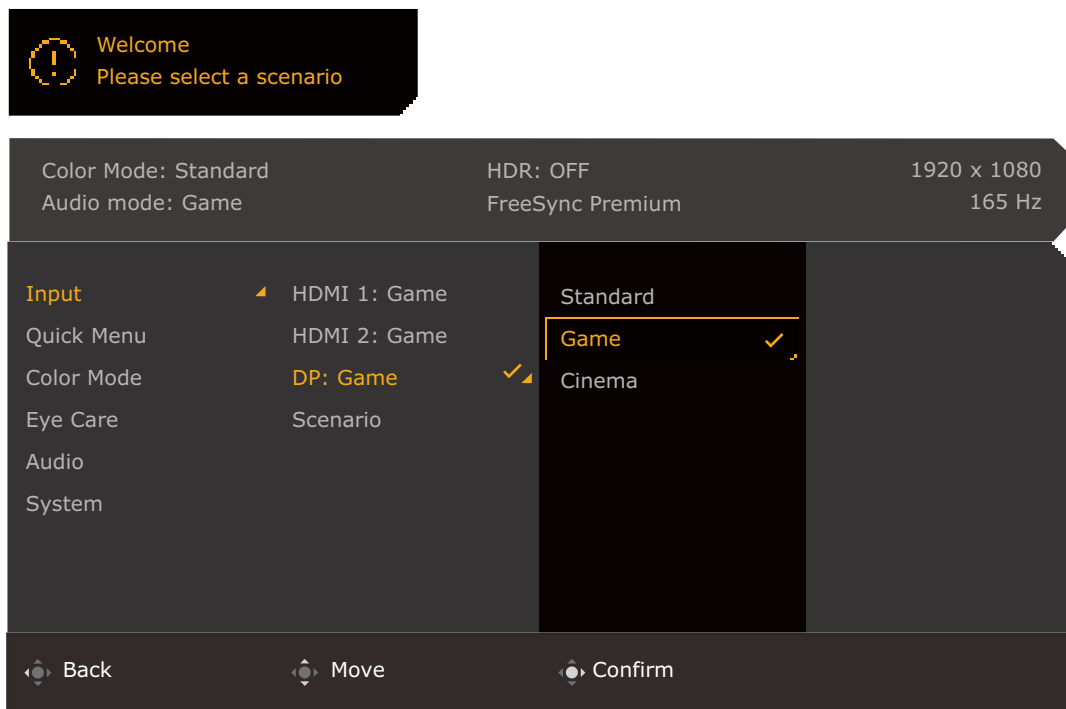 Welcome
Please select a scenario
Color Mode: Standard
HDR: OFF
1920 x 1080
Audio mode: Game
FreeSync Premium
165 Hz
Input
HDMI 1: Game
Standard
Quick Menu
HDMI 2: Game
Game
Color Mode
DP: Game
Cinema
Eye Care
Scenario
Audio
System
Back
Move
Confirm